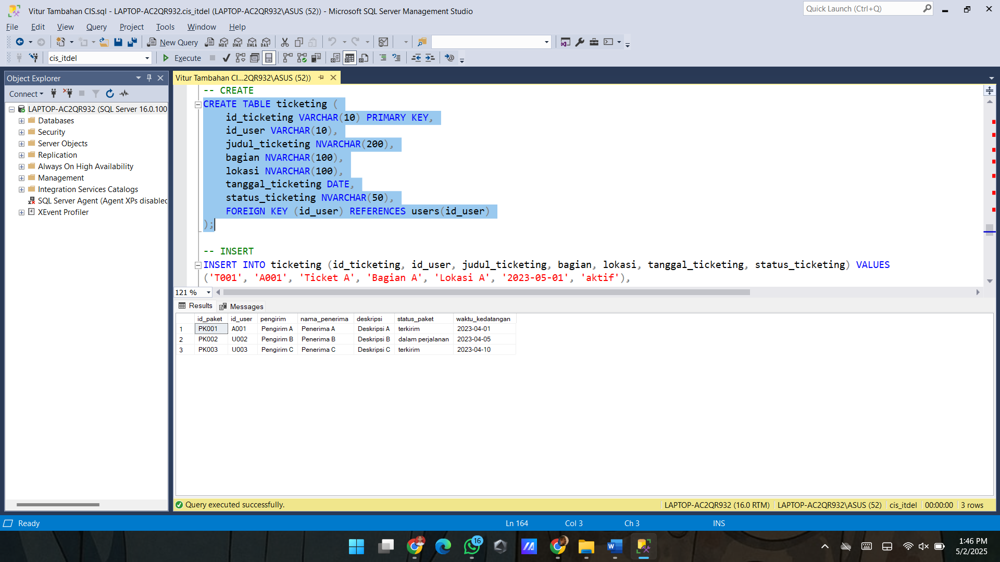 Vitur Tambahan CIS.sql - LAPTOP-AC2QR932.cis_itdel (LAPTOP-AC2QR932\ASUS (52)) - Microsoft SQL Server Management Studio
Quick Launch (Ctrl+Q)
File Edit View Query Project Tools Window Help
New Query
MDX DMX XMLA DAX
cis_itdel
Execute
Object Explorer
Connect
LAPTOP-AC2QR932 (SQL Server 16.0.100
Databases
Security
Server Objects
Replication
Always On High Availability
Management
Integration Services Catalogs
SQL Server Agent (Agent XPs disabled
XEvent Profiler
Vitur Tambahan CI...2QR932\ASUS (52))
-- CREATE
CREATE TABLE ticketing (
id_ticketing VARCHAR(10) PRIMARY KEY,
id_user VARCHAR(10),
judul_ticketing NVARCHAR(200),
bagian NVARCHAR(100),
lokasi NVARCHAR(100),
tanggal_ticketing DATE,
status_ticketing NVARCHAR(50),
FOREIGN KEY (id_user) REFERENCES users(id_user)
);
-- INSERT
INSERT INTO ticketing (id_ticketing, id_user, judul_ticketing, bagian, lokasi, tanggal_ticketing, status_ticketing) VALUES
('T001', 'A001', 'Ticket A', 'Bagian A', 'Lokasi A', '2023-05-01', 'aktif'),
121 %
Results Messages
id_paket id_user pengirim nama_penerima deskripsi status_paket waktu_kedatangan
1 PK001 A001 Pengirim A Penerima A Deskripsi A terkirim 2023-04-01
2 PK002 U002 Pengirim B Penerima B Deskripsi B dalam perjalanan 2023-04-05
3 PK003 U003 Pengirim C Penerima C Deskripsi C terkirim 2023-04-10
Query executed successfully.
LAPTOP-AC2QR932 (16.0 RTM) LAPTOP-AC2QR932\ASUS (52) cis_itdel 00:00:00 3 rows
Ready
Ln 164 Col 3 Ch 3 INS
16
1:46 PM
5/2/2025